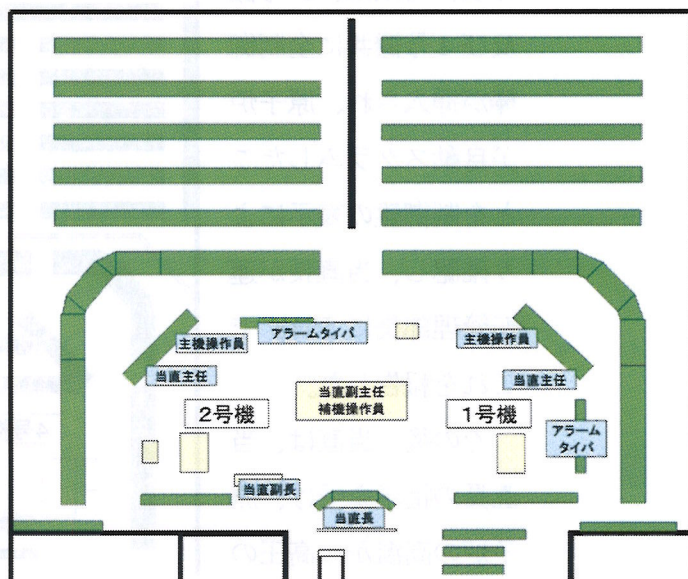 アラームタイパ
主機操作員
主機操作員
当直主任
当直主任
当直副主任
補機操作員
2号機
1号機
アラーム
タイパ
当直副長
当直長